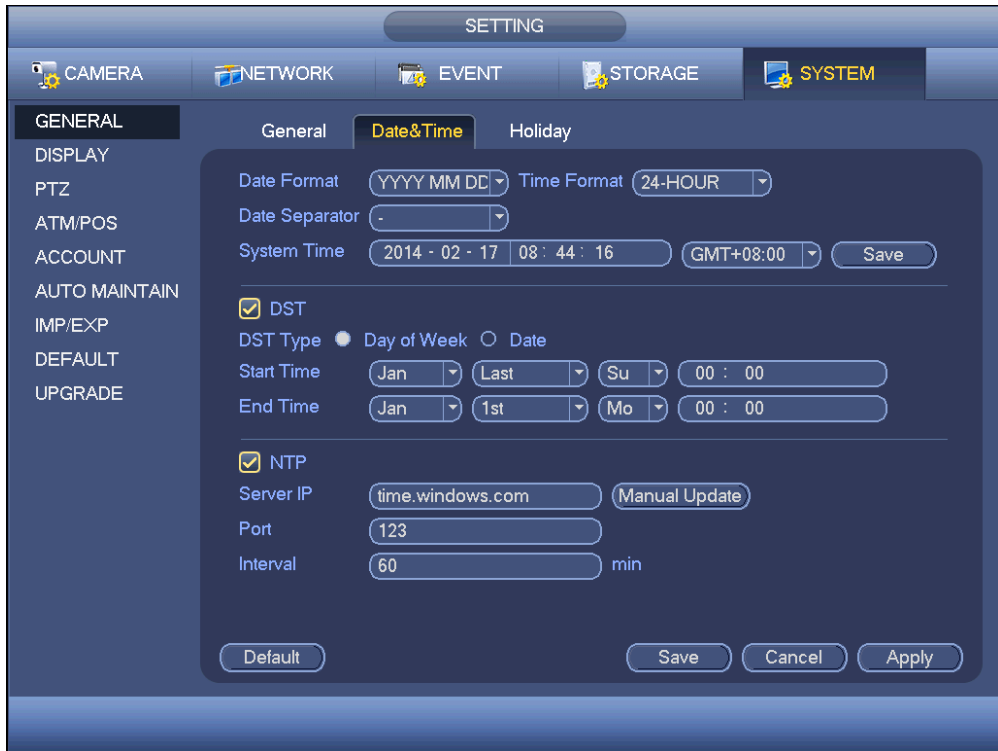 SETTING
CAMERA NETWORK EVENT STORAGE SYSTEM
GENERAL
DISPLAY
PTZ
ATM/POS
ACCOUNT
AUTO MAINTAIN
IMP/EXP
DEFAULT
UPGRADE
General Date&Time Holiday
Date Format YYYY MM DD Time Format 24-HOUR
Date Separator -
System Time 2014 - 02 - 17 08 : 44 : 16 GMT+08:00 Save
DST
DST Type Day of Week Date
Start Time Jan Last Su 00 : 00
End Time Jan 1st Mo 00 : 00
NTP
Server IP time.windows.com Manual Update
Port 123
Interval 60 min
Default Save Cancel Apply